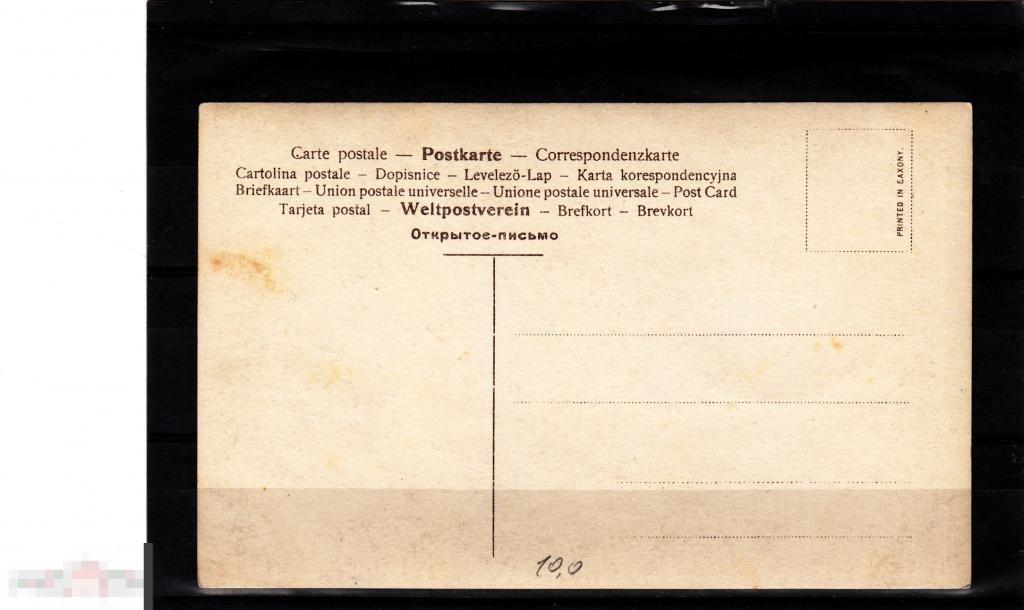 Carte postale — Postkarte — Correspondenzkarte
Cartolina postale – Dopisnice – Levelező-Lap – Karta korespondencyjna
Briefkaart – Union postale universelle – Unione postale universale – Post Card
Tarjeta postal – Weltpostverein – Brefkort – Brevkort
Открытое-письмо
PRINTED IN SAXONY.
10,0